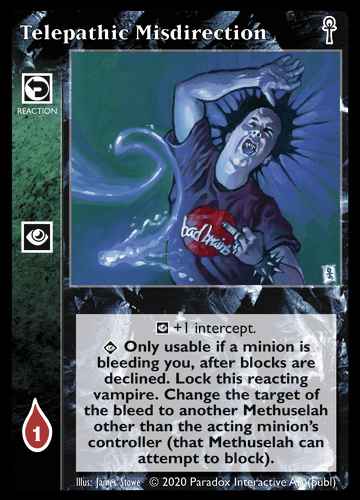 Telepathic Misdirection
REACTION
bad brains
+1 intercept.
Only usable if a minion is
bleeding you, after blocks are
declined. Lock this reacting
vampire. Change the target of
the bleed to another Methuselah
other than the acting minion's
controller (that Methuselah can
attempt to block).
1
Illus: James Stowe © 2020 Paradox Interactive AB (publ)